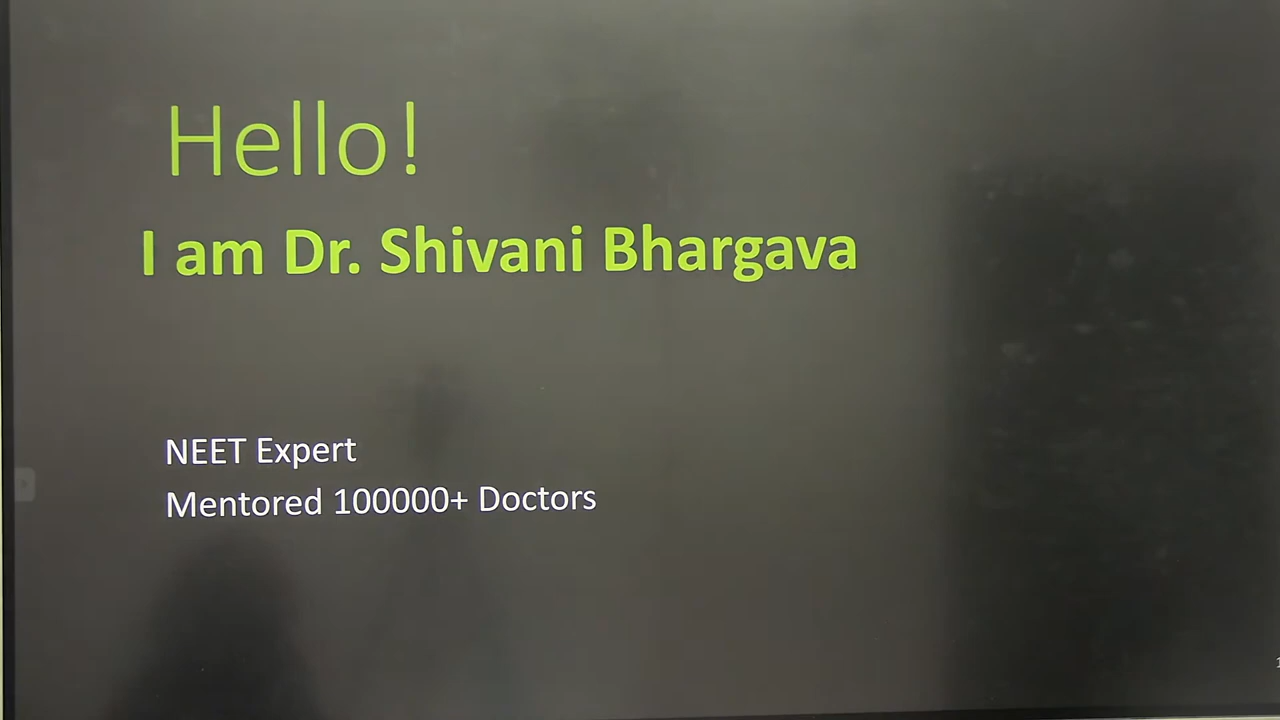 Hello!
I am Dr. Shivani Bhargava
NEET Expert
Mentored 100000+ Doctors